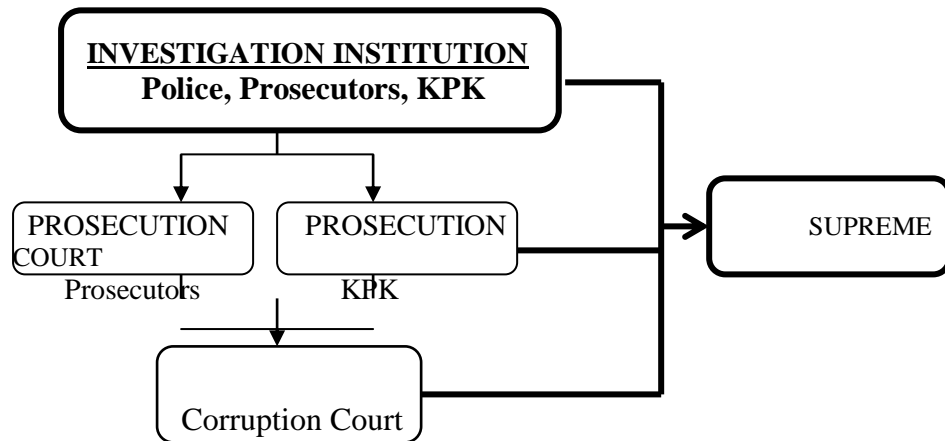 INVESTIGATION INSTITUTION
Police, Prosecutors, KPK
PROSECUTION PROSECUTION SUPREME
COURT
Prosecutors KPK
Corruption Court